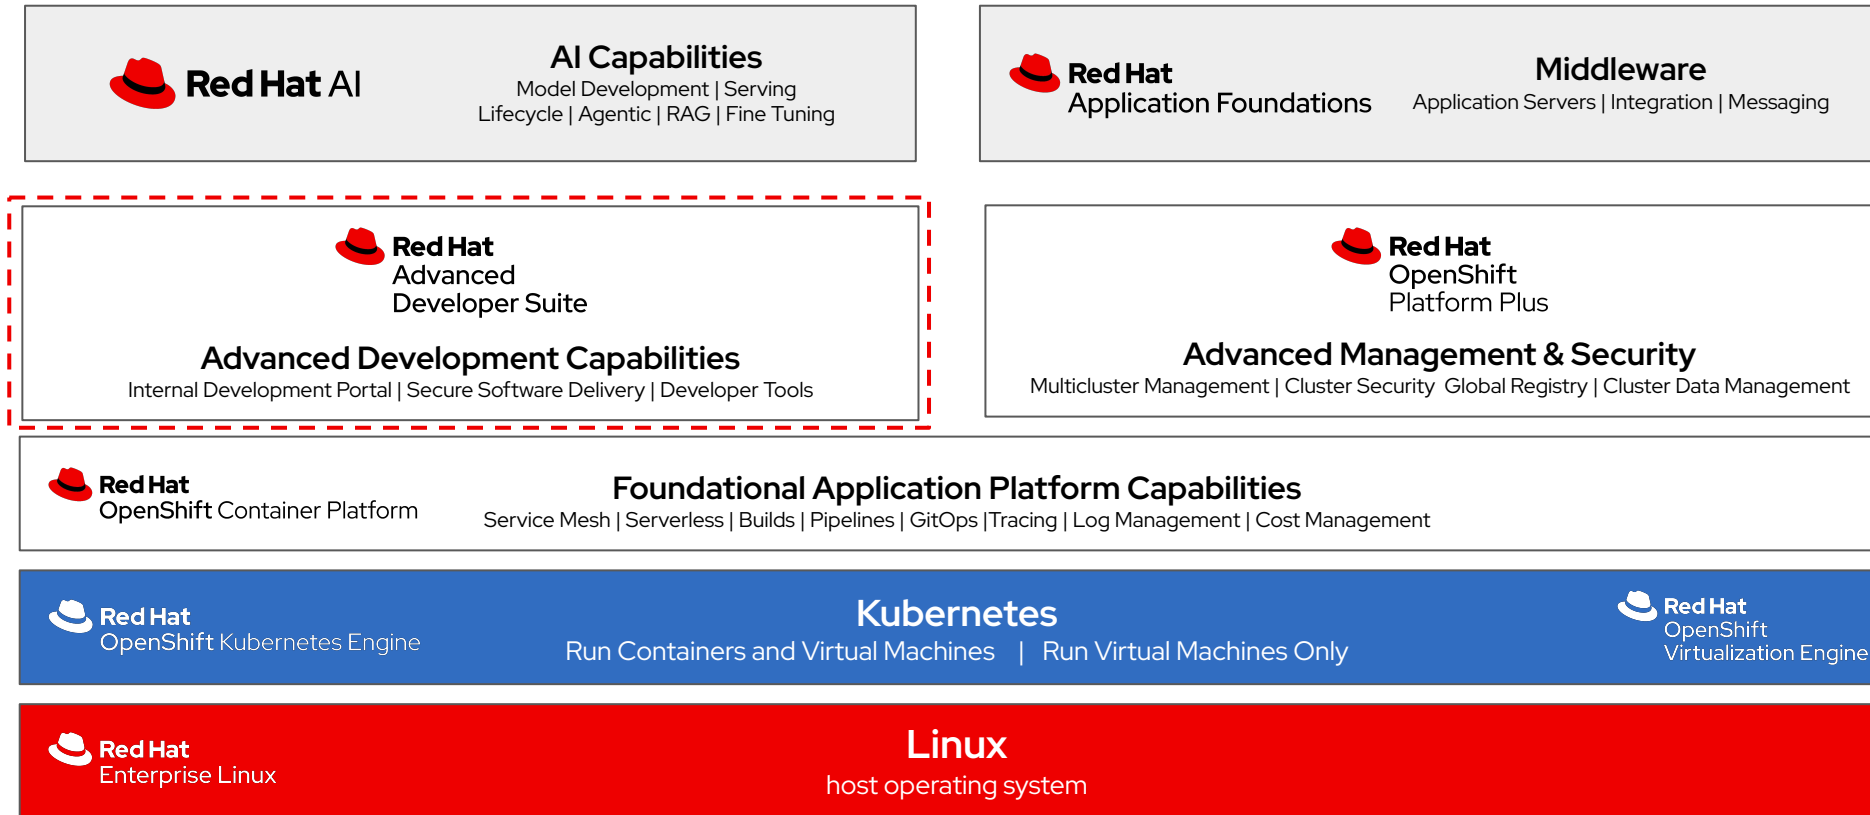 Red Hat AI
AI Capabilities
Model Development | Serving
Lifecycle | Agentic | RAG | Fine Tuning
Red Hat
Application Foundations
Middleware
Application Servers | Integration | Messaging
Red Hat
Advanced
Developer Suite
Advanced Development Capabilities
Internal Development Portal | Secure Software Delivery | Developer Tools
Red Hat
OpenShift
Platform Plus
Advanced Management & Security
Multicluster Management | Cluster Security  Global Registry | Cluster Data Management
Red Hat
OpenShift Container Platform
Foundational Application Platform Capabilities
Service Mesh | Serverless | Builds | Pipelines | GitOps |Tracing | Log Management | Cost Management
Red Hat
OpenShift Kubernetes Engine
Kubernetes
Run Containers and Virtual Machines | Run Virtual Machines Only
Red Hat
OpenShift
Virtualization Engine
Red Hat
Enterprise Linux
Linux
host operating system